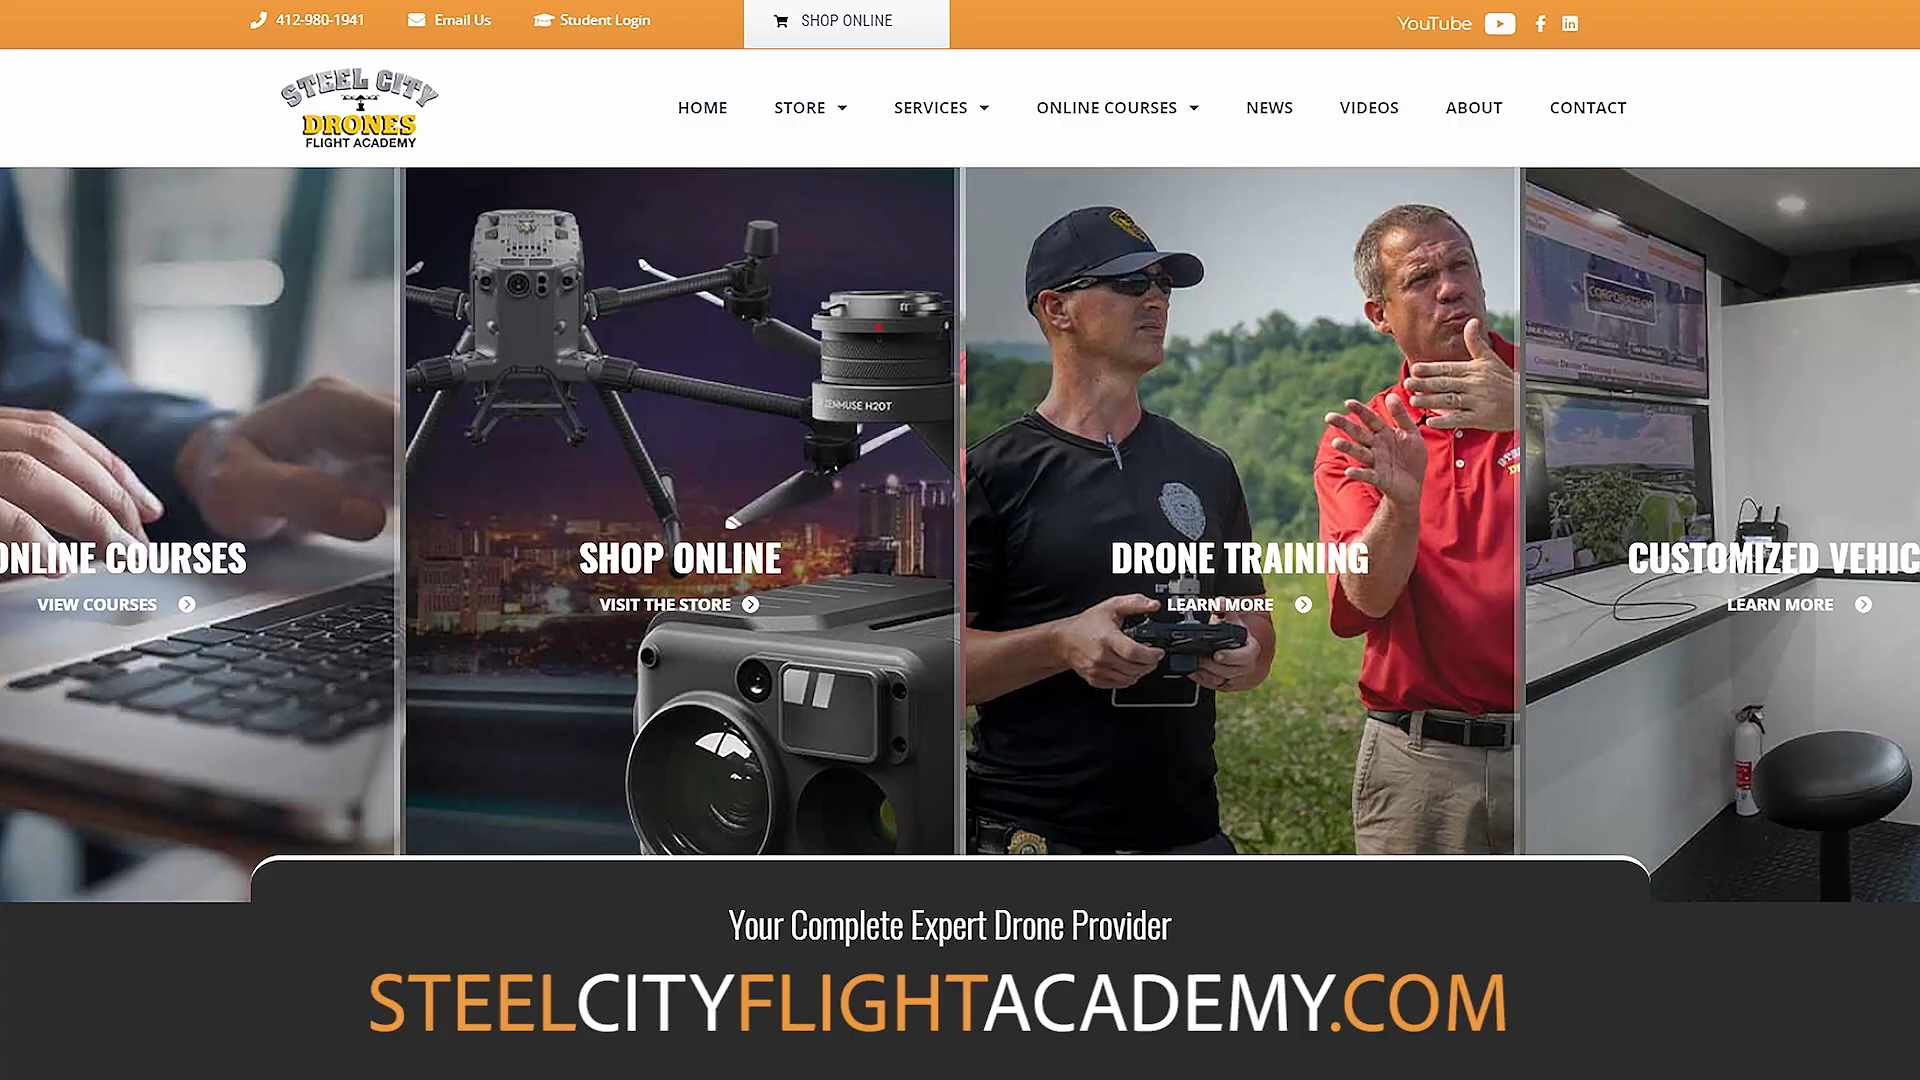 412-980-1941
Email Us
Student Login
SHOP ONLINE
YouTube
STEEL CITY
DRONES
FLIGHT ACADEMY
HOME
STORE
SERVICES
ONLINE COURSES
NEWS
VIDEOS
ABOUT
CONTACT
ZENMUSE H20T
ONLINE COURSES
VIEW COURSES
SHOP ONLINE
VISIT THE STORE
DRONE TRAINING
LEARN MORE
CUSTOMIZED VEHIC
LEARN MORE
Your Complete Expert Drone Provider
STEELCITYFLIGHTACADEMY.COM